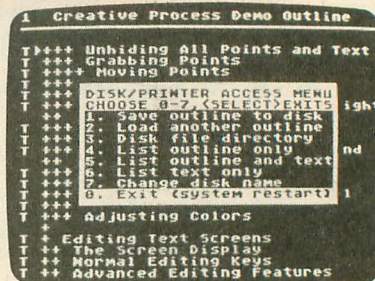 1 Creative Process Demo Outline
T ▶+++ Unhiding All Points and Text
T +++ Grabbing Points
T ++++ Moving Points
T +++
T +++ DISK/PRINTER ACCESS MENU
T +++ CHOOSE 0-7,<SELECT>EXITS ight
+++ 1. Save outline to disk
T +++ 2. Load another outline
T +++ 3. Disk file directory
T +++ 4. List outline only nd
++ 5. List outline and text
T +++ 6. List text only
T +++ 7. Change disk name
T +++ 0. Exit (system restart) l
T +++
T +++ Adjusting Colors
+
T + Editing Text Screens
T ++ The Screen Display
T ++ Normal Editing Keys
T ++ Advanced Editing Features